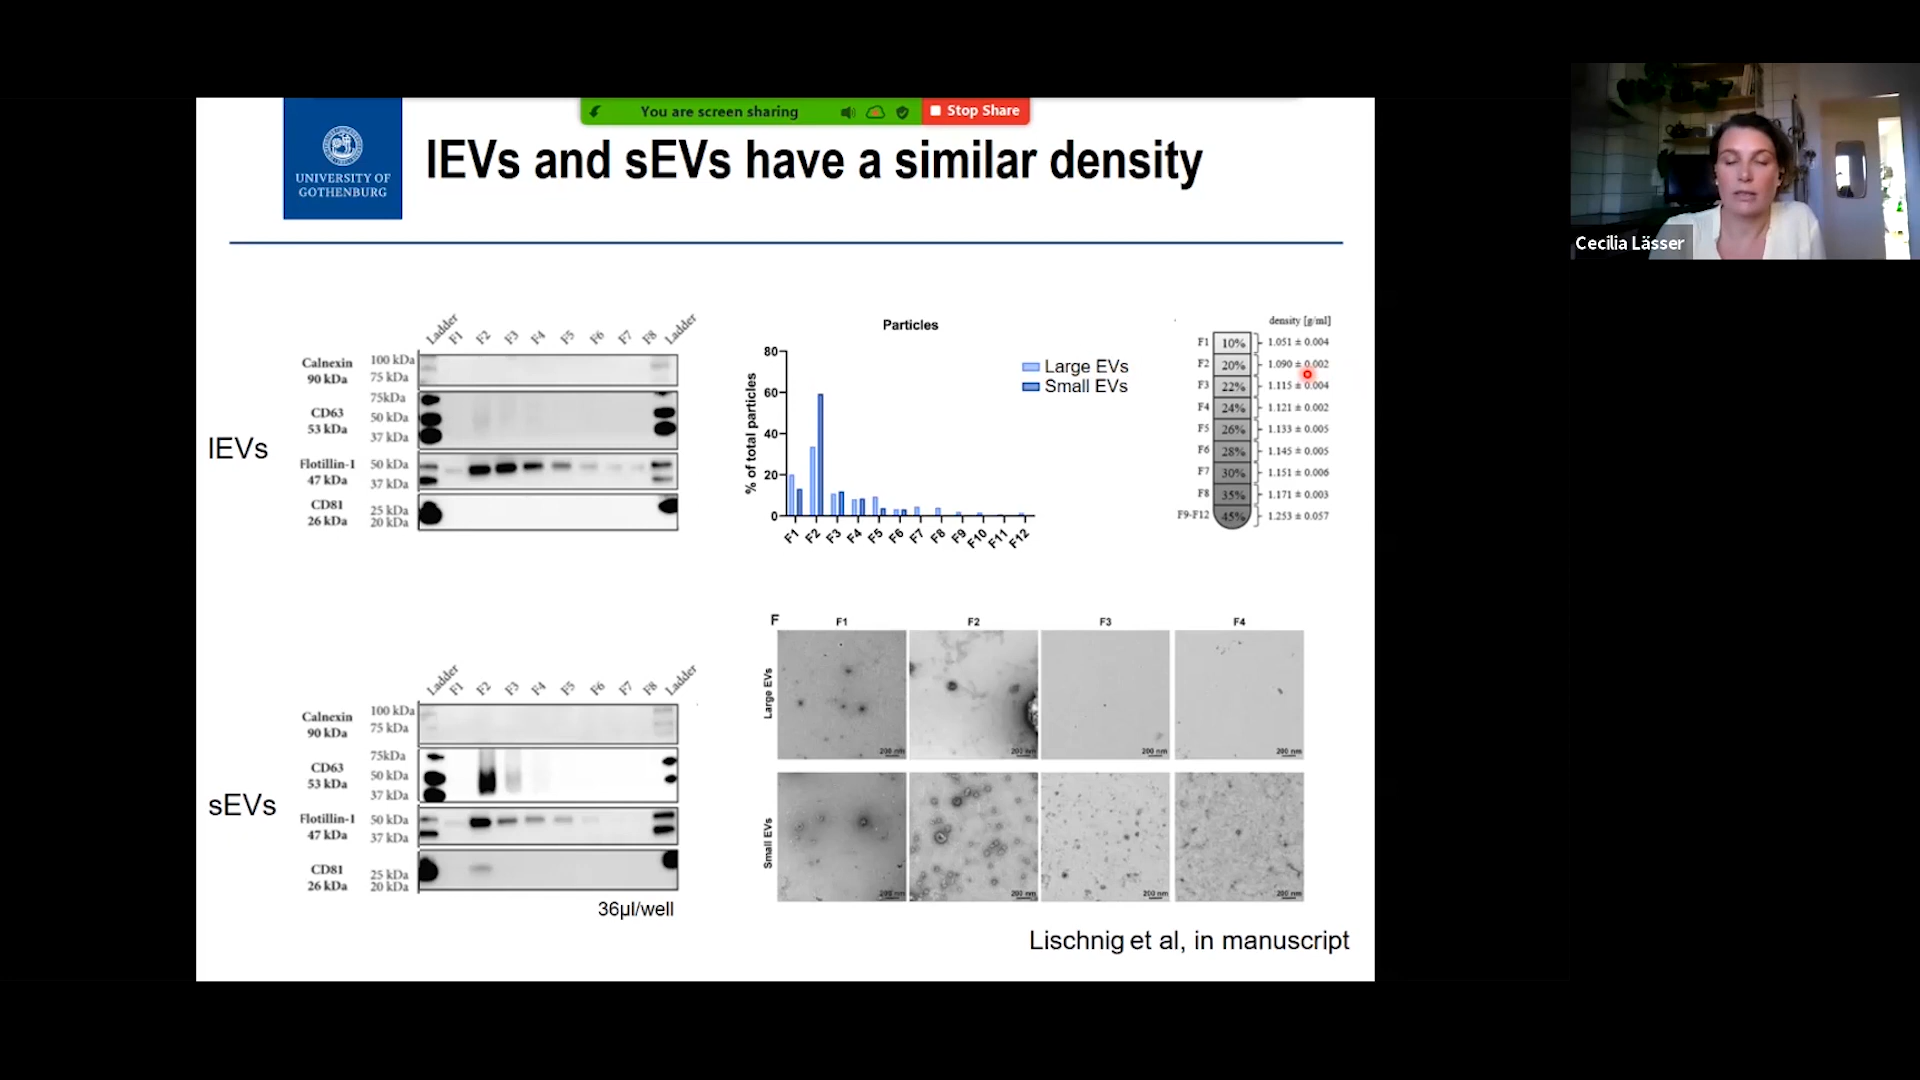 You are screen sharing
Stop Share
UNIVERSITY OF
GOTHENBURG
lEVs and sEVs have a similar density
Cecilia Lässer
lEVs
Ladder F1 F2 F3 F4 F5 F6 F7 F8 Ladder
Calnexin 100 kDa
90 kDa 75 kDa
75kDa
CD63 50 kDa
53 kDa 37 kDa
Flotillin-1 50 kDa
47 kDa 37 kDa
CD81 25 kDa
26 kDa 20 kDa
Particles
% of total particles
80
60
40
20
0
F1 F2 F3 F4 F5 F6 F7 F8 F9 F10 F11 F12
Large EVs
Small EVs
density [g/ml]
F1 10% 1.051 ± 0.004
F2 20% 1.090 ± 0.002
F3 22% 1.115 ± 0.004
F4 24% 1.121 ± 0.002
F5 26% 1.133 ± 0.005
F6 28% 1.145 ± 0.005
F7 30% 1.151 ± 0.006
F8 35% 1.171 ± 0.003
F9-F12 45% 1.253 ± 0.057
sEVs
Ladder F1 F2 F3 F4 F5 F6 F7 F8 Ladder
Calnexin 100 kDa
90 kDa 75 kDa
75kDa
CD63 50 kDa
53 kDa 37 kDa
Flotillin-1 50 kDa
47 kDa 37 kDa
CD81 25 kDa
26 kDa 20 kDa
36µl/well
F
F1 F2 F3 F4
Large EVs
200 nm 200 nm 200 nm 200 nm
Small EVs
200 nm 200 nm 200 nm 200 nm
Lischnig et al, in manuscript